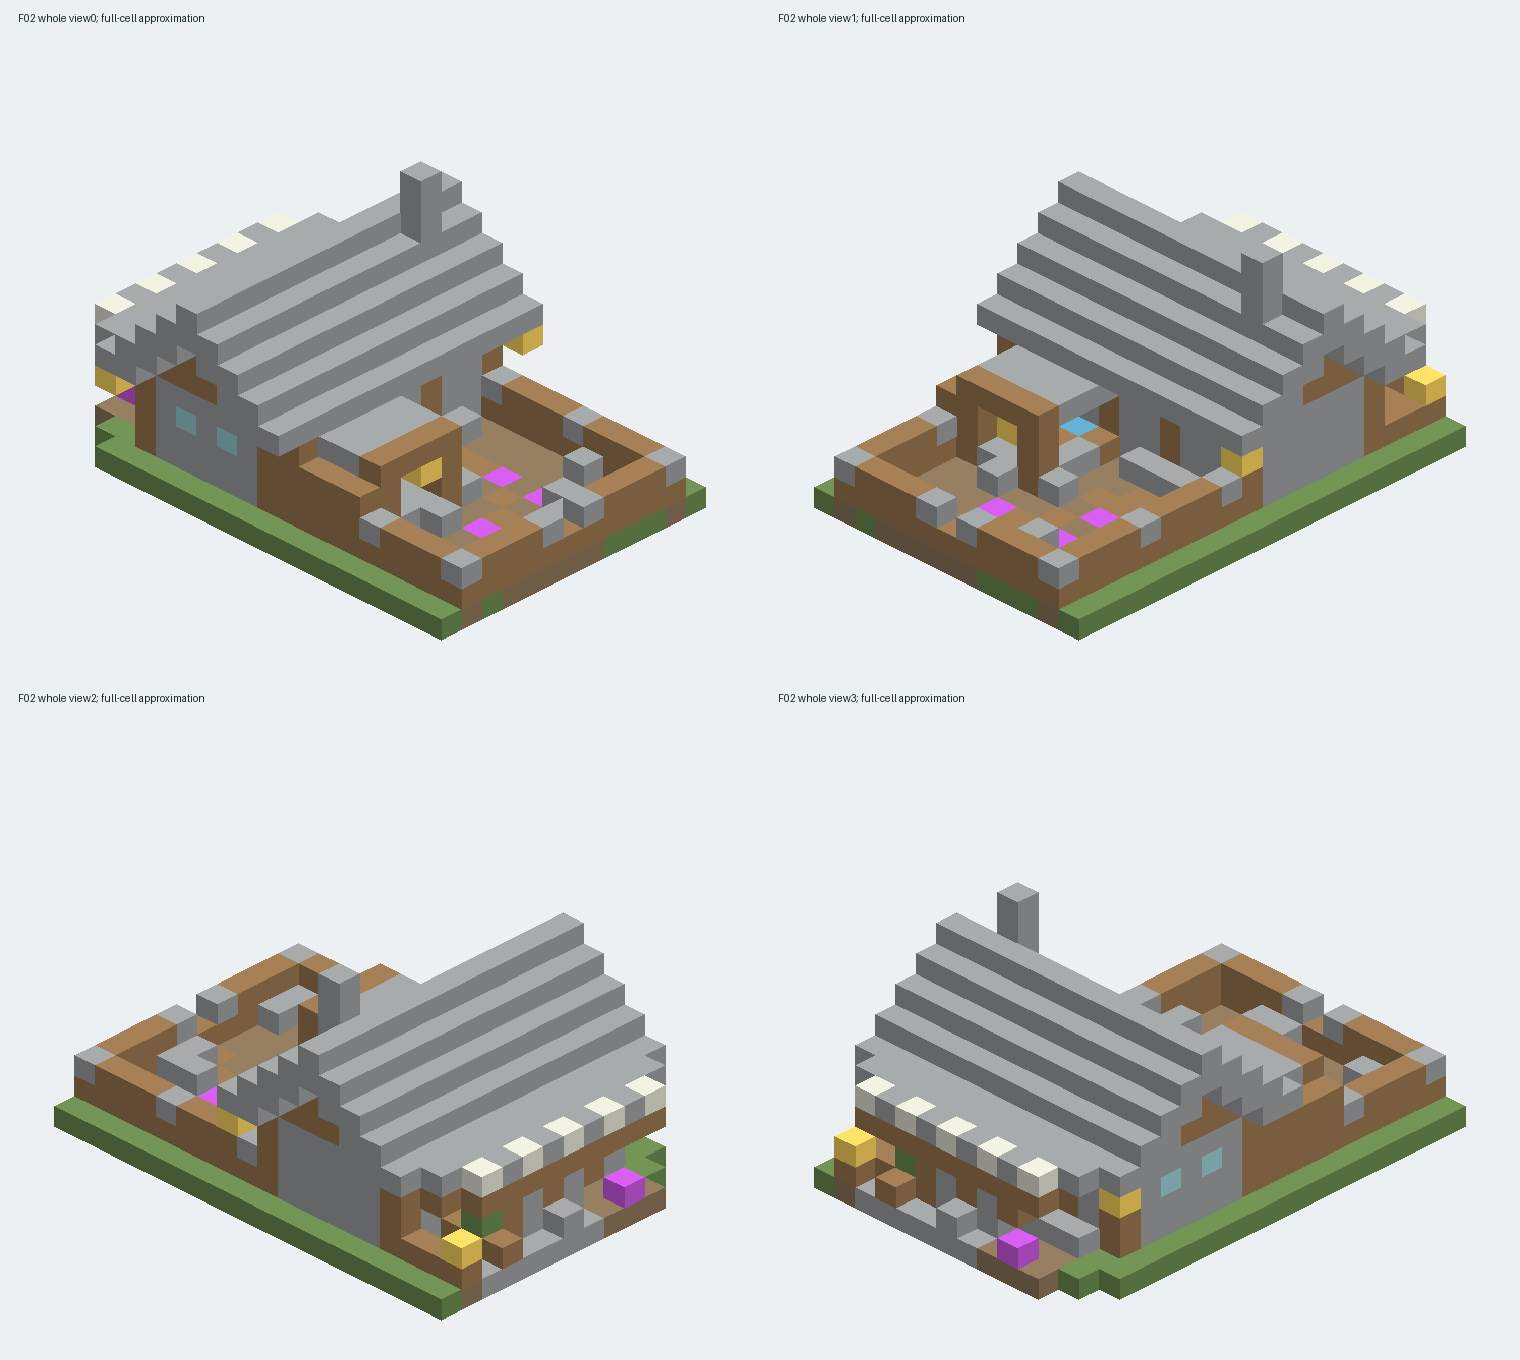 F02 whole view0; full-cell approximation
F02 whole view1; full-cell approximation
F02 whole view2; full-cell approximation
F02 whole view3; full-cell approximation